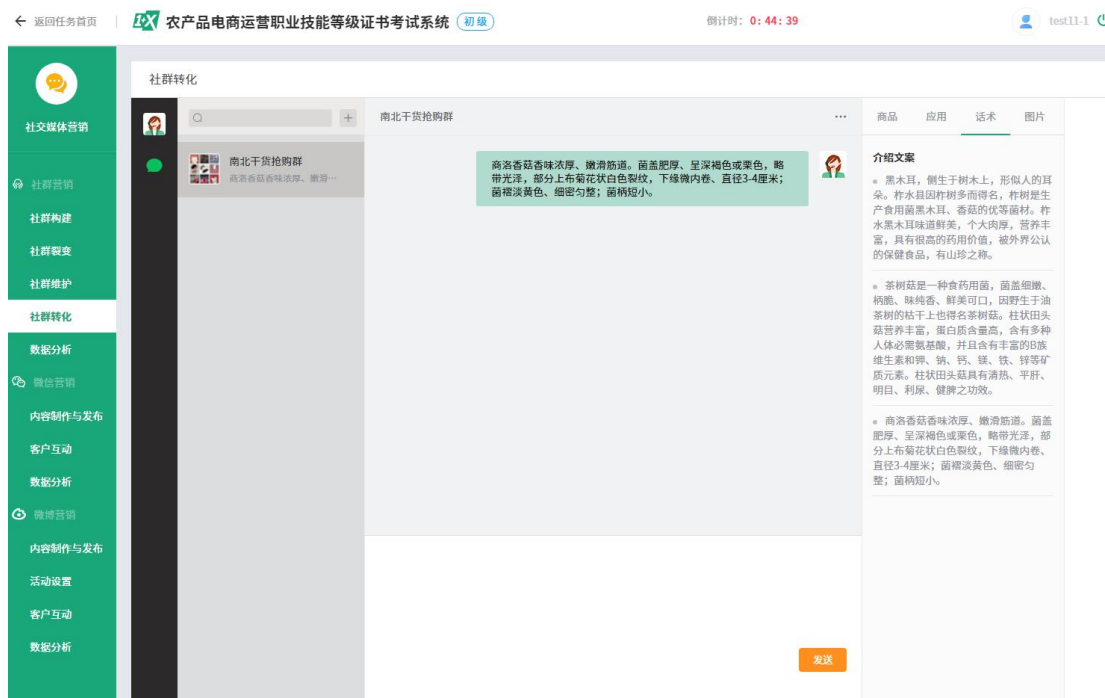 返回任务首页
1+X 农产品电商运营职业技能等级证书考试系统 初级
倒计时：0:44:39
test11-1
社交媒体营销
社群营销
社群构建
社群裂变
社群维护
社群转化
数据分析
微信营销
内容制作与发布
客户互动
数据分析
微博营销
内容制作与发布
活动设置
客户互动
数据分析
社群转化
南北干货抢购群
商洛香菇香味浓厚、嫩滑…
南北干货抢购群
商洛香菇香味浓厚、嫩滑筋道。菌盖肥厚、呈深褐色或栗色，略
带光泽，部分上布菊花状白色裂纹，下缘微内卷、直径3-4厘米；
菌褶淡黄色、细密匀整；菌柄短小。
发送
商品 应用 话术 图片
介绍文案
黑木耳，侧生于树木上，形似人的耳
朵。柞水县因柞树多而得名，柞树是生
产食用菌黑木耳、香菇的优等菌材。柞
水黑木耳味道鲜美，个大肉厚，营养丰
富，具有很高的药用价值，被外界公认
的保健食品，有山珍之称。
茶树菇是一种食药用菌，菌盖细嫩、
柄脆、味纯香、鲜美可口，因野生于油
茶树的枯干上也得名茶树菇。柱状田头
菇营养丰富，蛋白质含量高，含有多种
人体必需氨基酸，并且含有丰富的B族
维生素和钾、钠、钙、镁、铁、锌等矿
质元素。柱状田头菇具有清热、平肝、
明目、利尿、健脾之功效。
商洛香菇香味浓厚、嫩滑筋道。菌盖
肥厚、呈深褐色或栗色，略带光泽，部
分上布菊花状白色裂纹，下缘微内卷、
直径3-4厘米；菌褶淡黄色、细密匀
整；菌柄短小。